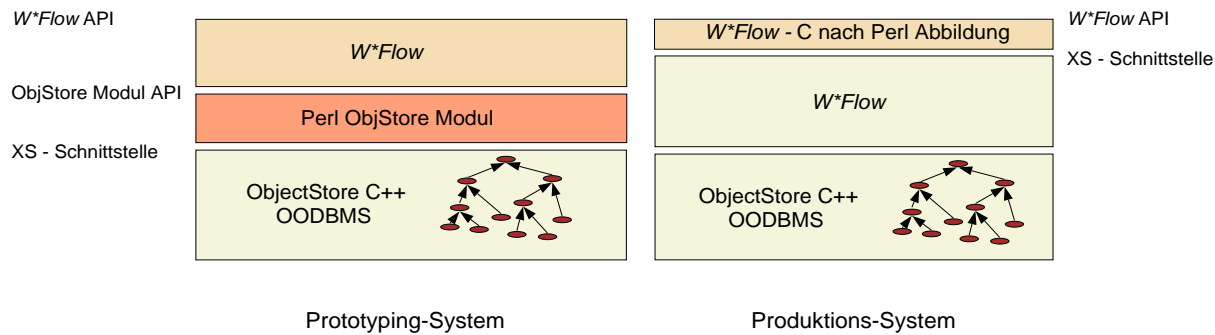 W*Flow API
W*Flow
ObjStore Modul API
Perl ObjStore Modul
XS - Schnittstelle
ObjectStore C++
OODBMS
Prototyping-System
W*Flow - C nach Perl Abbildung
W*Flow API
XS - Schnittstelle
W*Flow
ObjectStore C++
OODBMS
Produktions-System